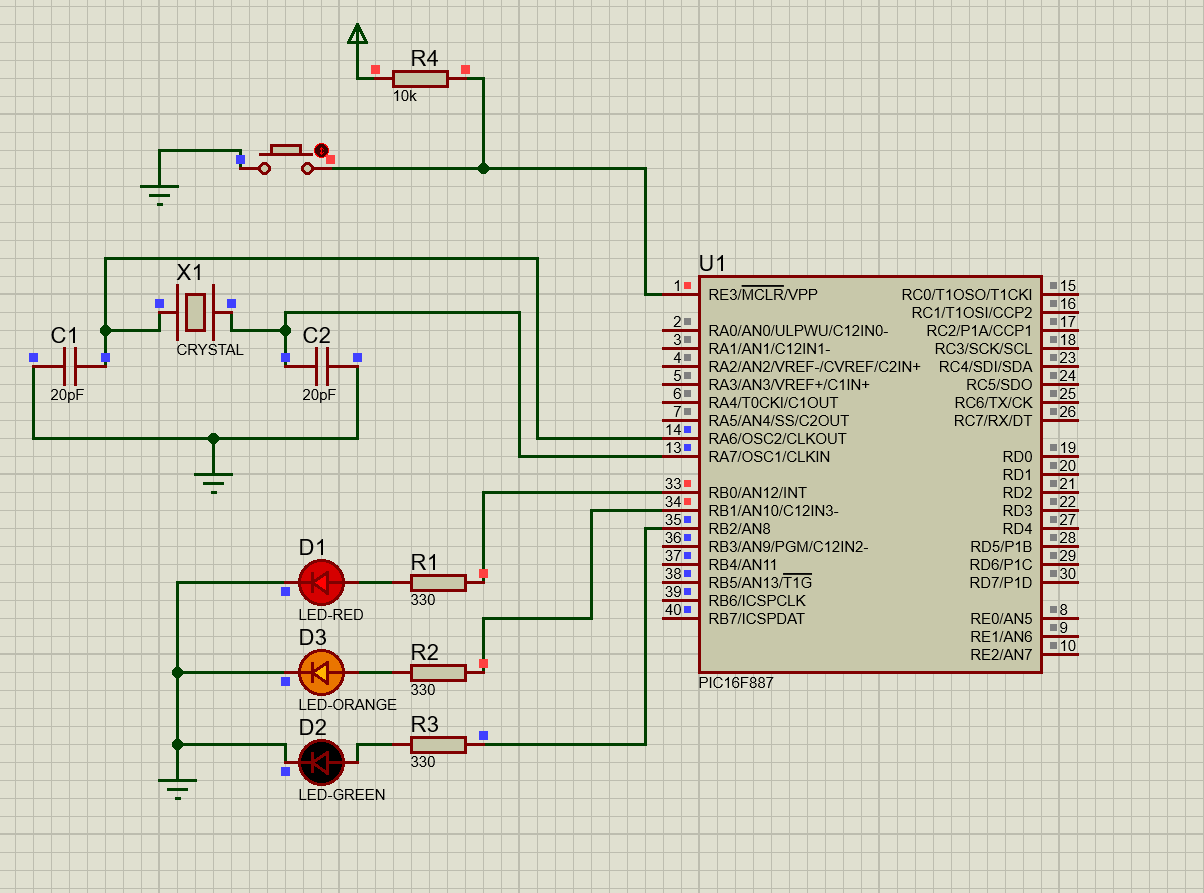 R4
10k
X1
CRYSTAL
C1
20pF
C2
20pF
D1
LED-RED
R1
330
D3
LED-ORANGE
R2
330
D2
LED-GREEN
R3
330
U1
1 RE3/MCLR/VPP
2 RA0/AN0/ULPWU/C12IN0-
3 RA1/AN1/C12IN1-
4 RA2/AN2/VREF-/CVREF/C2IN+
5 RA3/AN3/VREF+/C1IN+
6 RA4/T0CKI/C1OUT
7 RA5/AN4/SS/C2OUT
14 RA6/OSC2/CLKOUT
13 RA7/OSC1/CLKIN
33 RB0/AN12/INT
34 RB1/AN10/C12IN3-
35 RB2/AN8
36 RB3/AN9/PGM/C12IN2-
37 RB4/AN11
38 RB5/AN13/T1G
39 RB6/ICSPCLK
40 RB7/ICSPDAT
RC0/T1OSO/T1CKI 15
RC1/T1OSI/CCP2 16
RC2/P1A/CCP1 17
RC3/SCK/SCL 18
RC4/SDI/SDA 23
RC5/SDO 24
RC6/TX/CK 25
RC7/RX/DT 26
RD0 19
RD1 20
RD2 21
RD3 22
RD4 27
RD5/P1B 28
RD6/P1C 29
RD7/P1D 30
RE0/AN5 8
RE1/AN6 9
RE2/AN7 10
PIC16F887